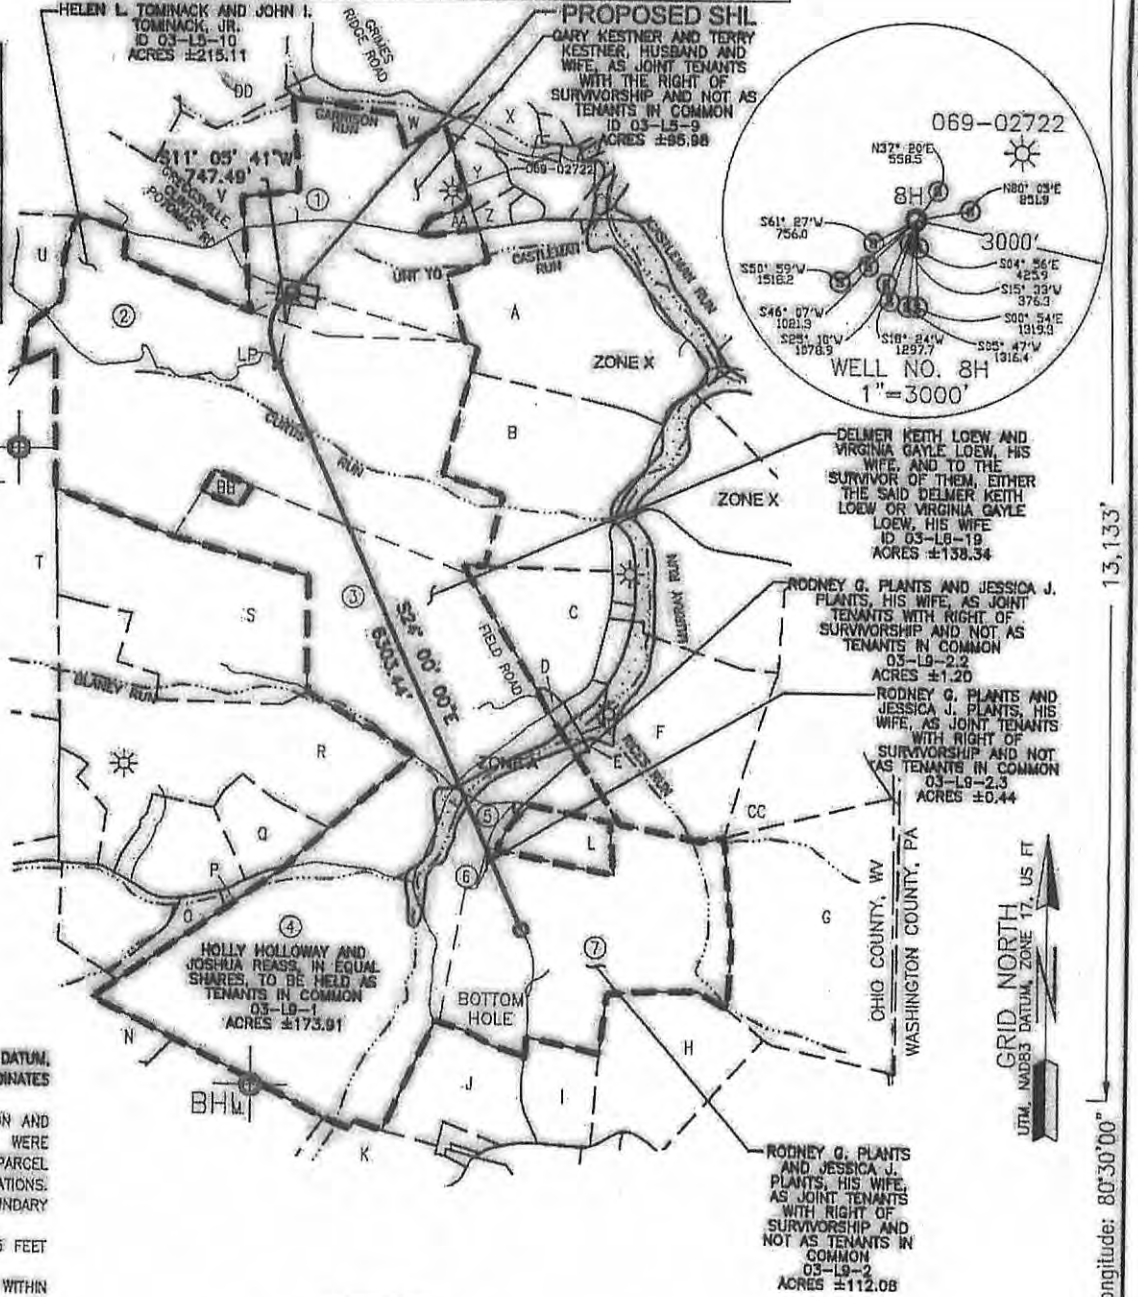 HELEN L. TOMINACK AND JOHN I.
TOMINACK, JR.
ID 03-L5-10
ACRES ±215.11
GRIMES
RIDGE ROAD
PROPOSED SHL
GARY KESTNER AND TERRY
KESTNER, HUSBAND AND
WIFE, AS JOINT TENANTS
WITH THE RIGHT OF
SURVIVORSHIP AND NOT AS
TENANTS IN COMMON
ID 03-L5-9
ACRES ±95.98
DD
GARRISON
RUN
W
X
Y
Z
AA
069-02722
S11° 05' 41"W
747.49'
V
1
U
2
UNT TO
CASTLEMAN
RUN
CASTLEMAN RUN
A
ZONE X
LP
CURTIS
RUN
B
BB
ZONE X
069-02722
N37° 20'E
558.5
8H
N80° 05'E
851.9
S61° 27'W
756.0
3000'
S04° 56'E
425.9
S50° 59'W
1518.2
S15° 33'W
376.3
S46° 07'W
1021.3
S00° 54'E
1319.3
S25° 10'W
1078.9
S18° 24'W
1297.7
S05° 47'W
1316.4
WELL NO. 8H
1"=3000'
DELMER KEITH LOEW AND
VIRGINIA GAYLE LOEW, HIS
WIFE, AND TO THE
SURVIVOR OF THEM, EITHER
THE SAID DELMER KEITH
LOEW OR VIRGINIA GAYLE
LOEW, HIS WIFE
ID 03-L8-19
ACRES ±138.34
13,133'
T
S
3
S24° 00' 00"E
6303.44'
FIELD ROAD
C
MURRAY RUN
D
RODNEY G. PLANTS AND JESSICA J.
PLANTS, HIS WIFE, AS JOINT
TENANTS WITH RIGHT OF
SURVIVORSHIP AND NOT AS
TENANTS IN COMMON
03-L9-2.2
ACRES ±1.20
RODNEY G. PLANTS AND
JESSICA J. PLANTS, HIS
WIFE, AS JOINT TENANTS
WITH RIGHT OF
SURVIVORSHIP AND NOT
AS TENANTS IN COMMON
03-L9-2.3
ACRES ±0.44
BLANEY RUN
R
ZONE A
E
F
RUN
CC
5
L
Q
P
O
6
G
4
HOLLY HOLLOWAY AND
JOSHUA REASS, IN EQUAL
SHARES, TO BE HELD AS
TENANTS IN COMMON
03-L9-1
ACRES ±173.91
7
BOTTOM
HOLE
OHIO COUNTY, WV
WASHINGTON COUNTY, PA
GRID NORTH
UTM, NAD83 DATUM, ZONE 17, US FT
N
H
J
I
BHL
K
DATUM,
AND
WERE
PARCEL
FEET
WITHIN
RODNEY G. PLANTS
AND JESSICA J.
PLANTS, HIS WIFE,
AS JOINT TENANTS
WITH RIGHT OF
SURVIVORSHIP AND
NOT AS TENANTS IN
COMMON
03-L9-2
ACRES ±112.08
ongitude: 80°30'00"